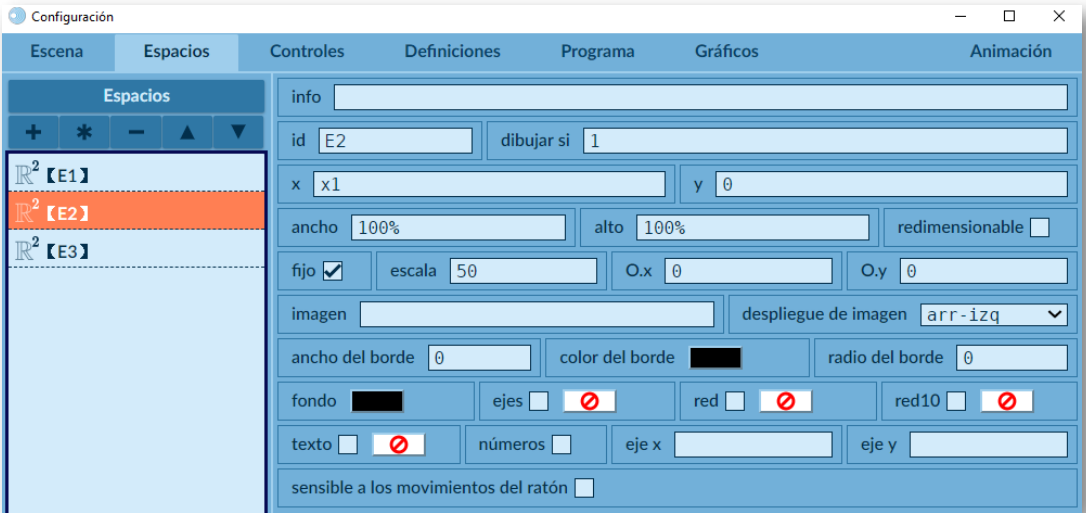 Configuración
Escena Espacios Controles Definiciones Programa Gráficos Animación
Espacios
info
id E2 dibujar si 1
x x1 y 0
ancho 100% alto 100% redimensionable
fijo escala 50 O.x 0 O.y 0
imagen despliegue de imagen arr-izq
ancho del borde 0 color del borde radio del borde 0
fondo ejes red red10
texto números eje x eje y
sensible a los movimientos del ratón
ℝ²【E1】
ℝ²【E2】
ℝ²【E3】